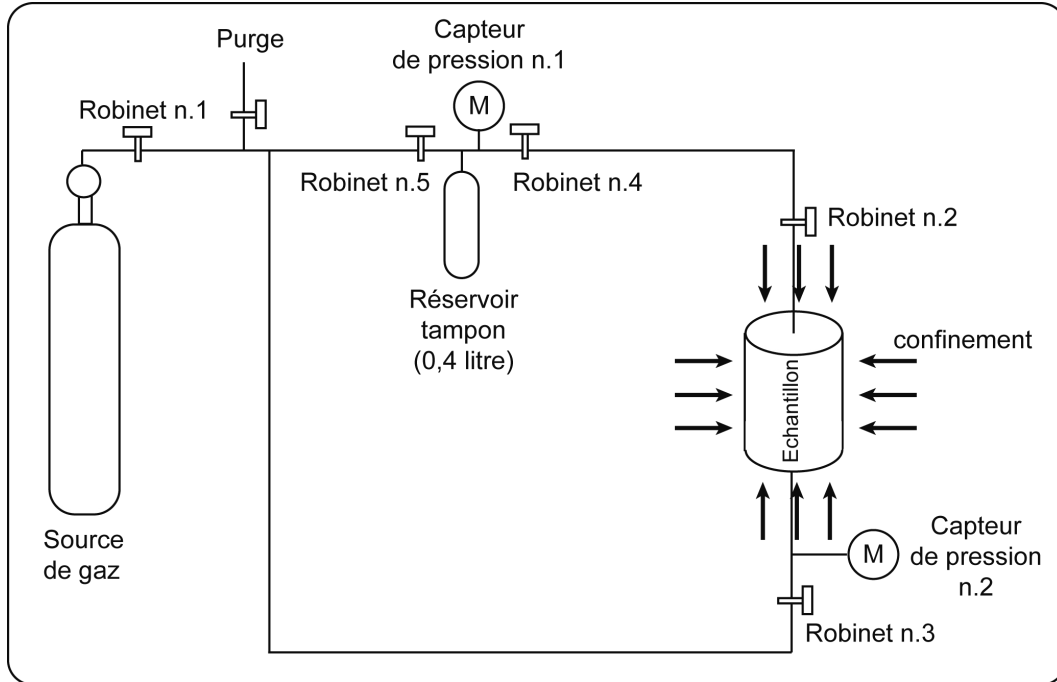 Purge
Capteur
de pression n.1
M
Robinet n.1
Robinet n.5
Robinet n.4
Robinet n.2
Réservoir
tampon
(0,4 litre)
confinement
Echantillon
Source
de gaz
M
Capteur
de pression
n.2
Robinet n.3